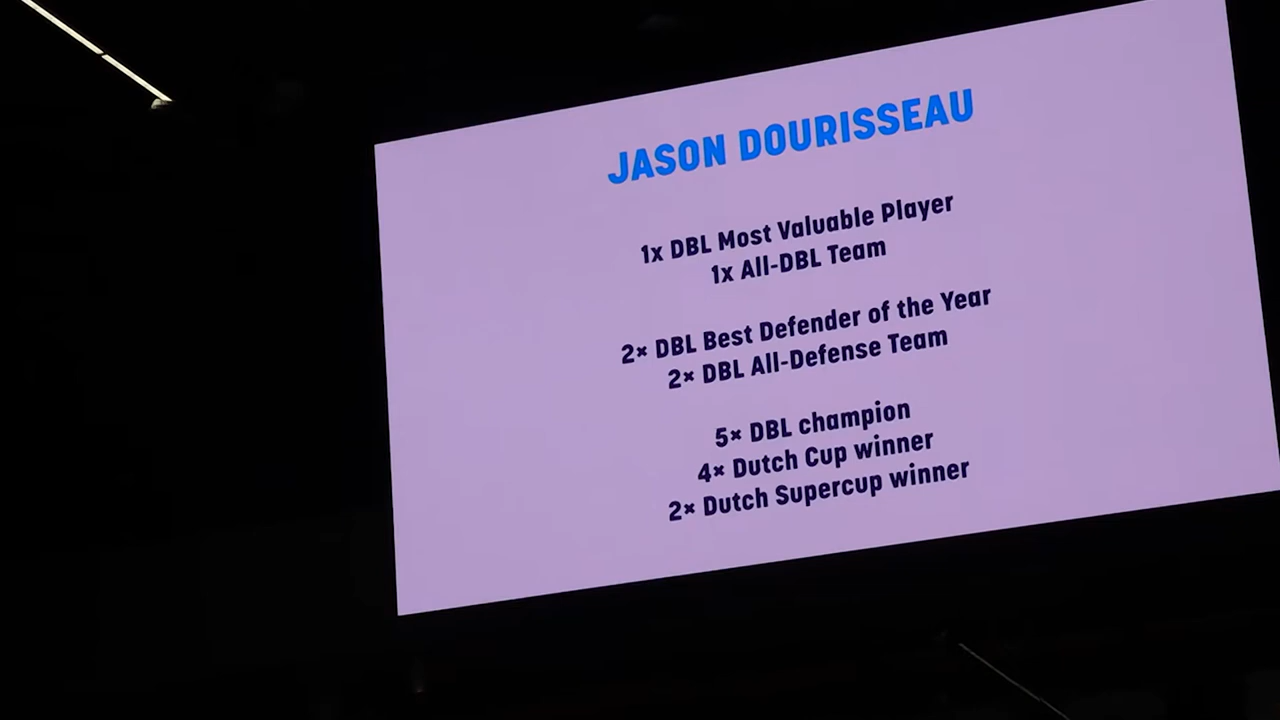 JASON DOURISSEAU
1x DBL Most Valuable Player
1x All-DBL Team
2× DBL Best Defender of the Year
2× DBL All-Defense Team
5× DBL champion
4× Dutch Cup winner
2× Dutch Supercup winner